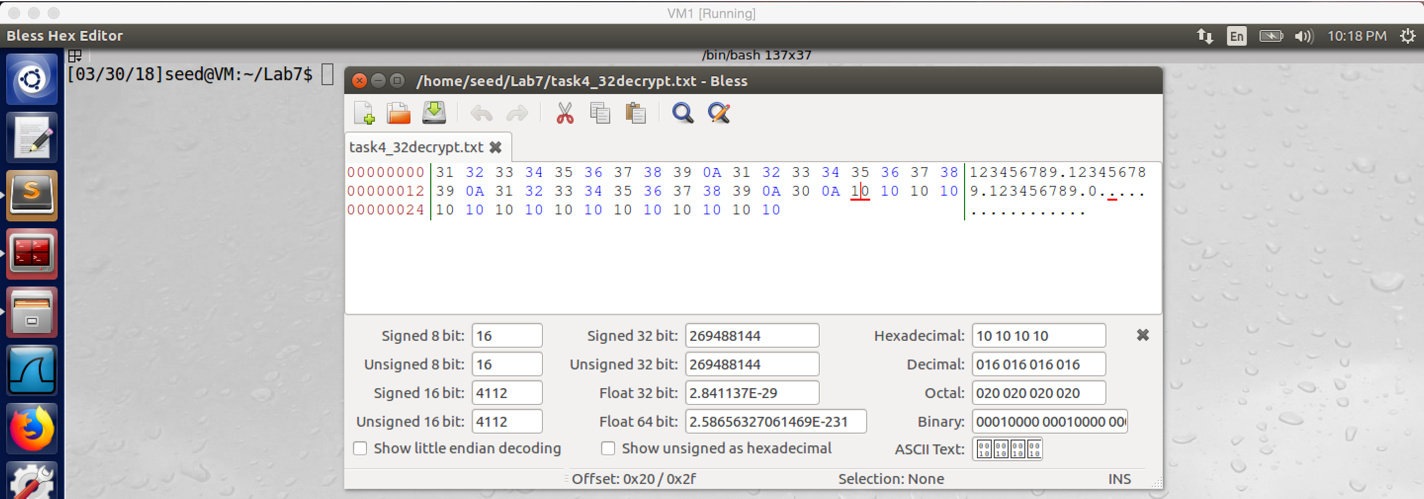 VM1 [Running]
Bless Hex Editor En 10:18 PM
/bin/bash 137x37
[03/30/18]seed@VM:~/Lab7$
/home/seed/Lab7/task4_32decrypt.txt - Bless
task4_32decrypt.txt
00000000 31 32 33 34 35 36 37 38 39 0A 31 32 33 34 35 36 37 38 123456789.12345678
00000012 39 0A 31 32 33 34 35 36 37 38 39 0A 30 0A 10 10 10 10 9.123456789.0.....
00000024 10 10 10 10 10 10 10 10 10 10 10 10 ............
Signed 8 bit: 16 Signed 32 bit: 269488144 Hexadecimal: 10 10 10 10
Unsigned 8 bit: 16 Unsigned 32 bit: 269488144 Decimal: 016 016 016 016
Signed 16 bit: 4112 Float 32 bit: 2.841137E-29 Octal: 020 020 020 020
Unsigned 16 bit: 4112 Float 64 bit: 2.58656327061469E-231 Binary: 00010000 00010000 00
Show little endian decoding Show unsigned as hexadecimal ASCII Text:
Offset: 0x20 / 0x2f Selection: None INS